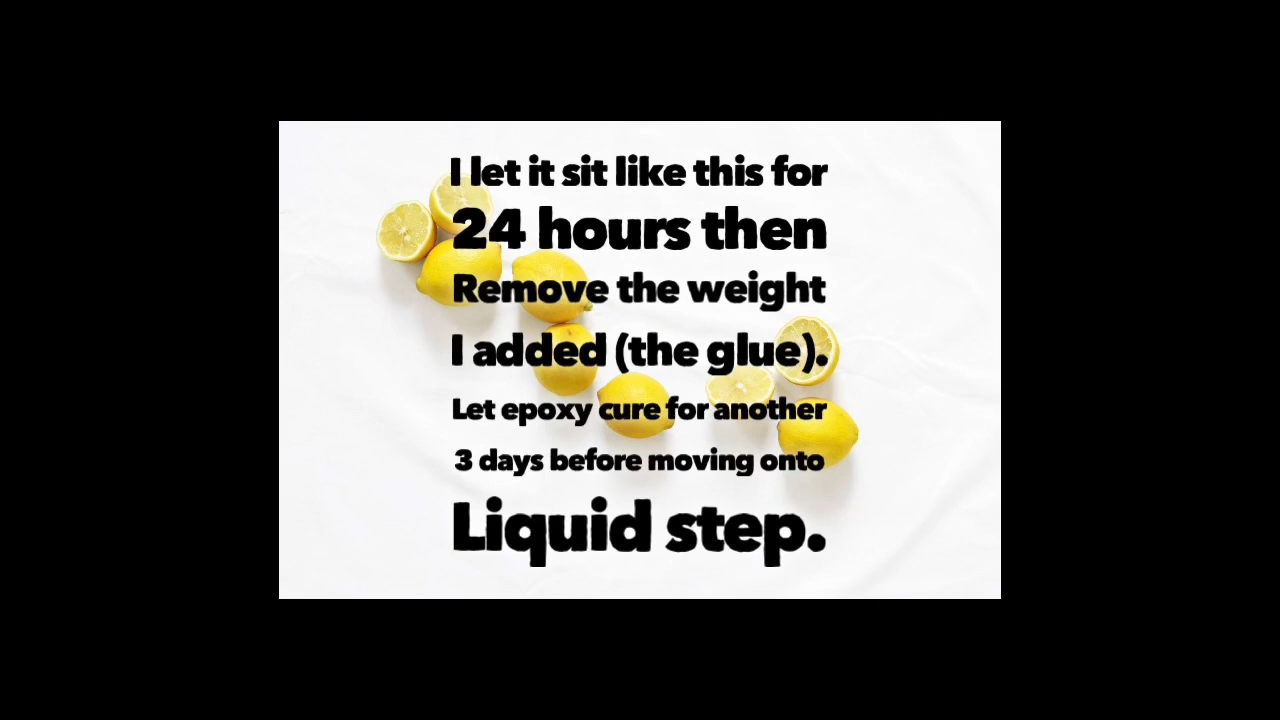 I let it sit like this for
24 hours then
Remove the weight
I added (the glue).
Let epoxy cure for another
3 days before moving onto
Liquid step.